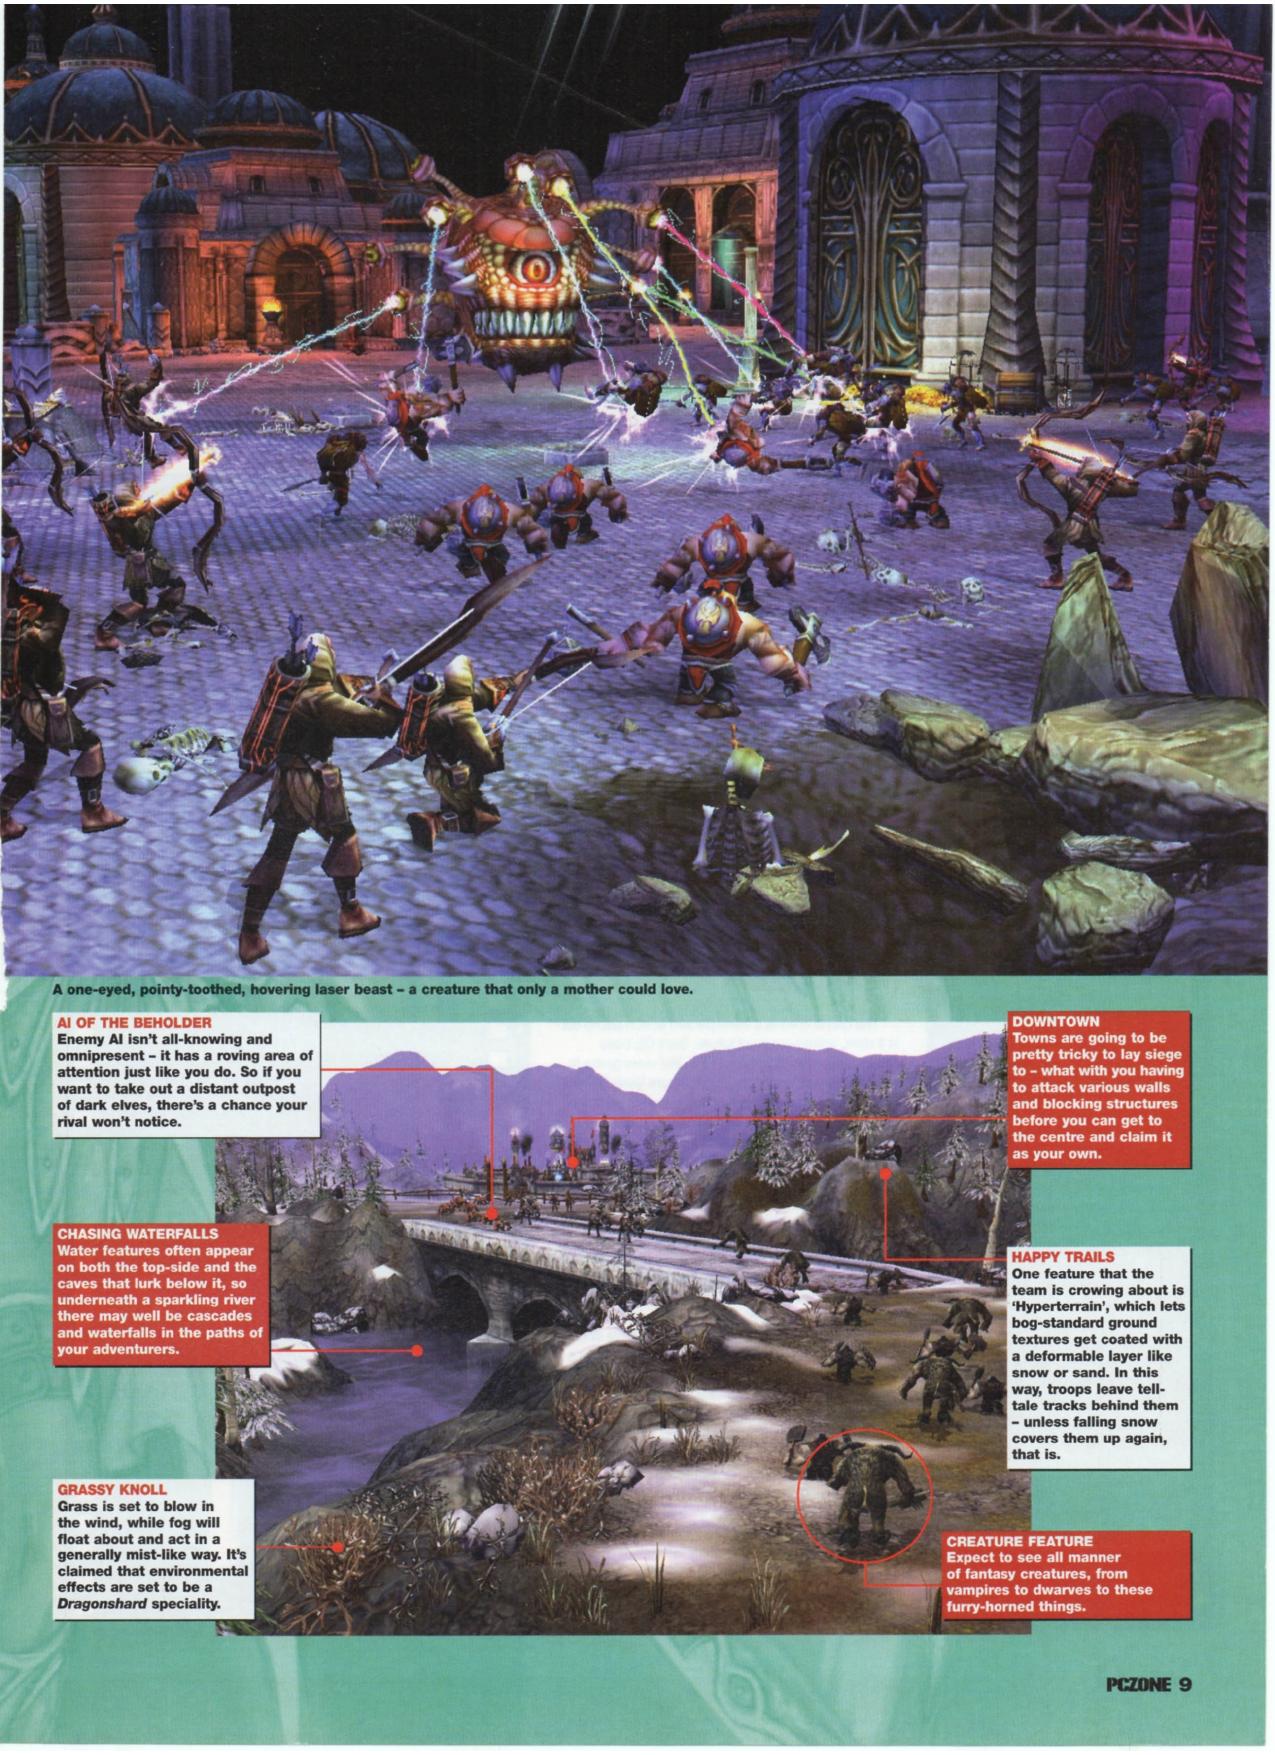 A one-eyed, pointy-toothed, hovering laser beast – a creature that only a mother could love.
AI OF THE BEHOLDER
Enemy AI isn't all-knowing and
omnipresent – it has a roving area of
attention just like you do. So if you
want to take out a distant outpost
of dark elves, there's a chance your
rival won't notice.
DOWNTOWN
Towns are going to be
pretty tricky to lay siege
to – what with you having
to attack various walls
and blocking structures
before you can get to
the centre and claim it
as your own.
CHASING WATERFALLS
Water features often appear
on both the top-side and the
caves that lurk below it, so
underneath a sparkling river
there may well be cascades
and waterfalls in the paths of
your adventurers.
HAPPY TRAILS
One feature that the
team is crowing about is
'Hyperterrain', which lets
bog-standard ground
textures get coated with
a deformable layer like
snow or sand. In this
way, troops leave tell-
tale tracks behind them
– unless falling snow
covers them up again,
that is.
GRASSY KNOLL
Grass is set to blow in
the wind, while fog will
float about and act in a
generally mist-like way. It's
claimed that environmental
effects are set to be a
Dragonshard speciality.
CREATURE FEATURE
Expect to see all manner
of fantasy creatures, from
vampires to dwarves to these
furry-horned things.
PCZONE 9